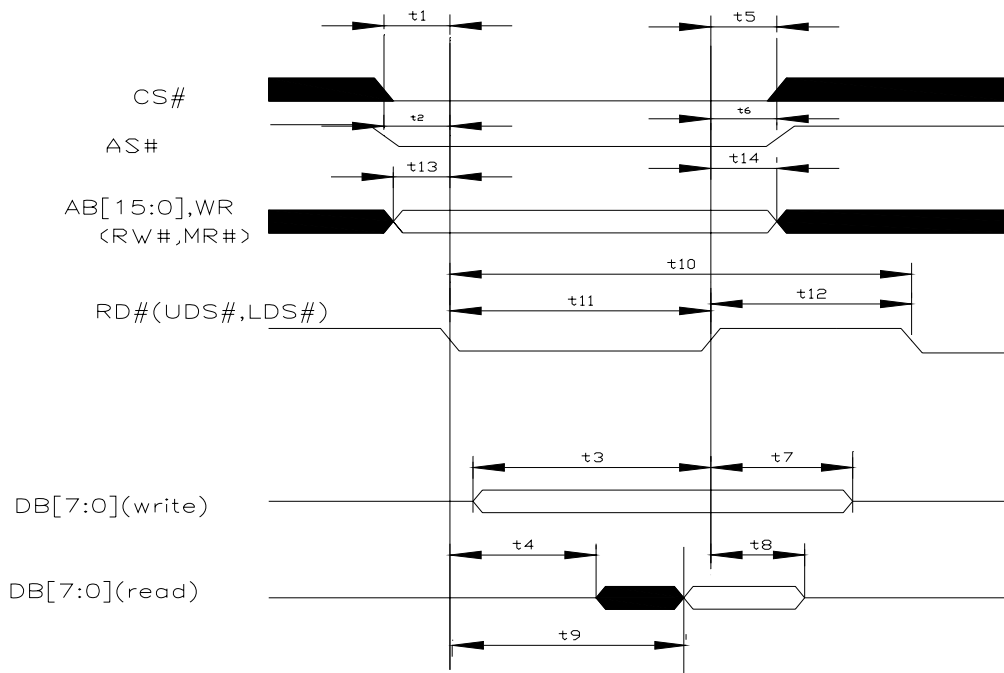 t1
t5
CS#
t2
t6
AS#
t13
t14
AB[15:0],WR
(RW#,MR#)
t10
t11
t12
RD#(UDS#,LDS#)
t3
t7
DB[7:0](write)
t4
t8
DB[7:0](read)
t9